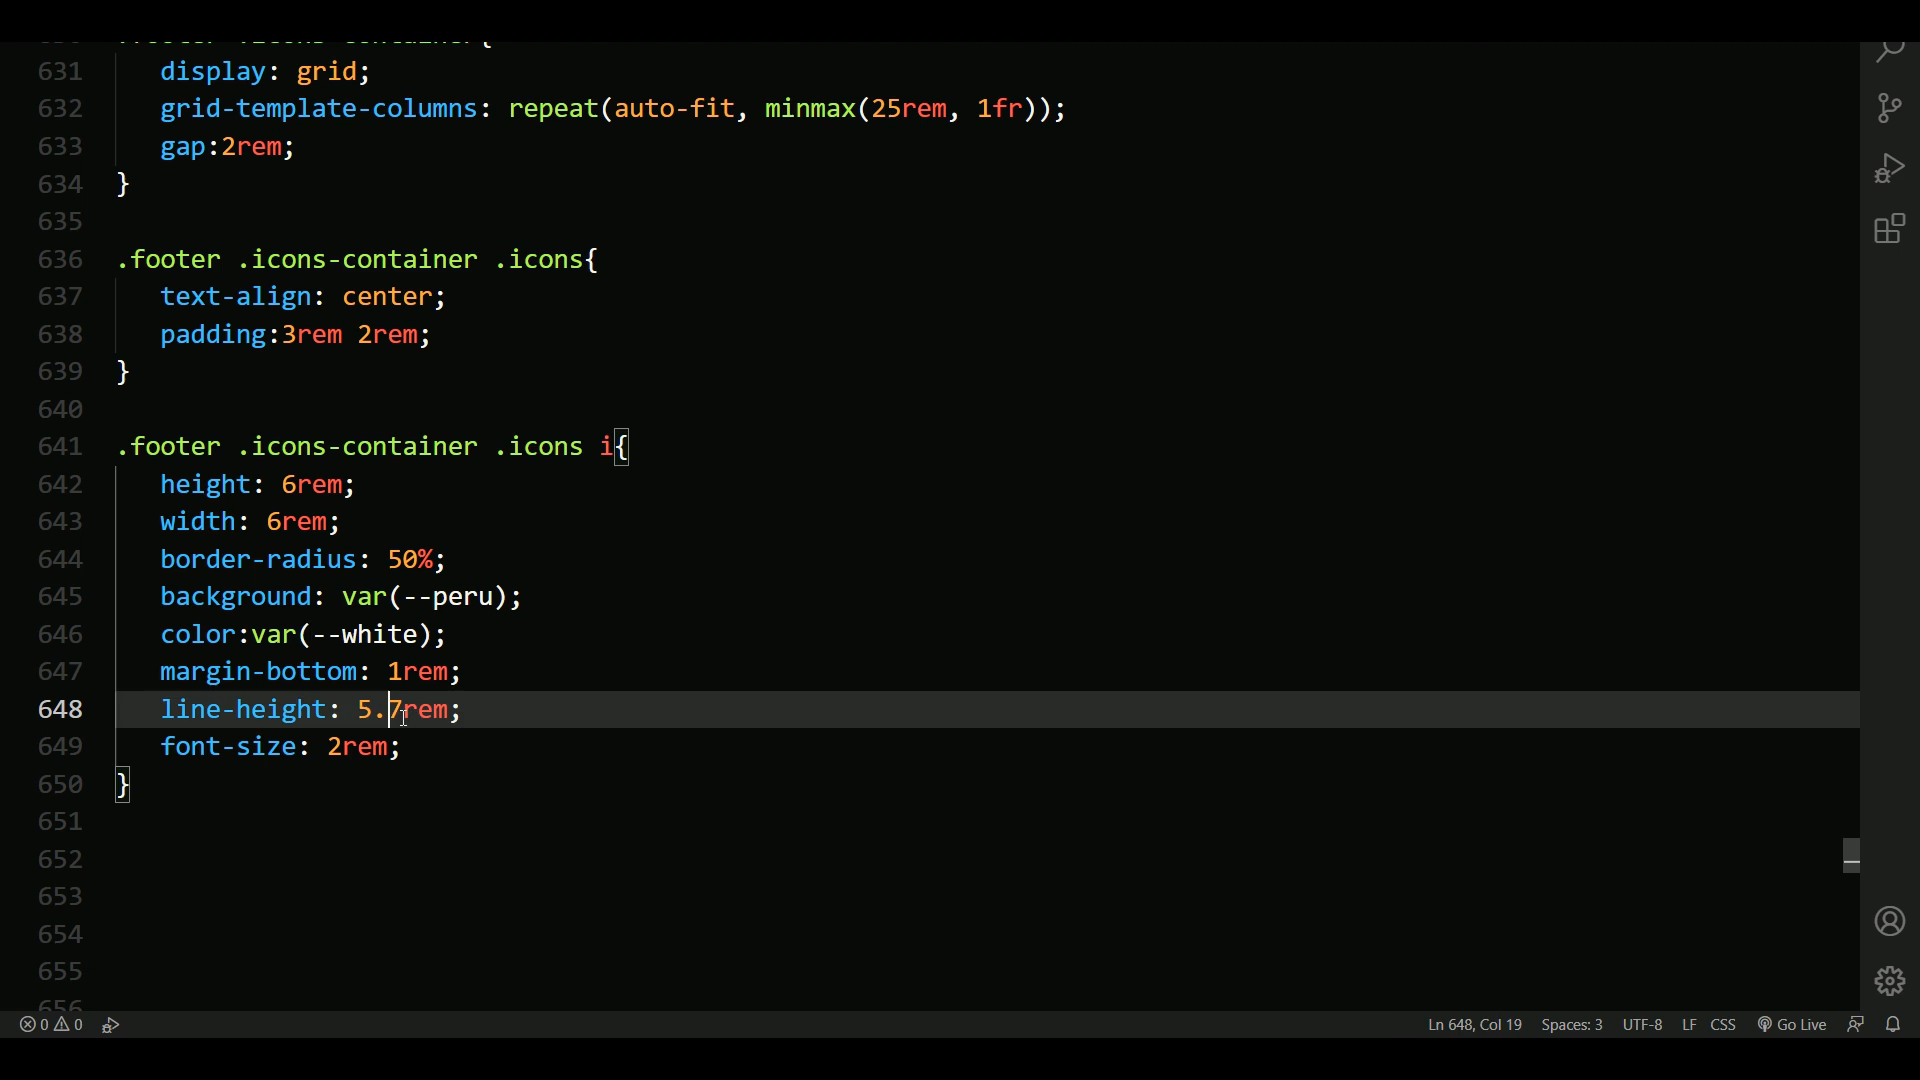 631 display: grid;
632 grid-template-columns: repeat(auto-fit, minmax(25rem, 1fr));
633 gap:2rem;
634 }
635
636 .footer .icons-container .icons{
637 text-align: center;
638 padding:3rem 2rem;
639 }
640
641 .footer .icons-container .icons i{
642 height: 6rem;
643 width: 6rem;
644 border-radius: 50%;
645 background: var(--peru);
646 color:var(--white);
647 margin-bottom: 1rem;
648 line-height: 5.7rem;
649 font-size: 2rem;
650 }
651
652
653
654
655
656
0 0 Ln 648, Col 19 Spaces: 3 UTF-8 LF CSS Go Live